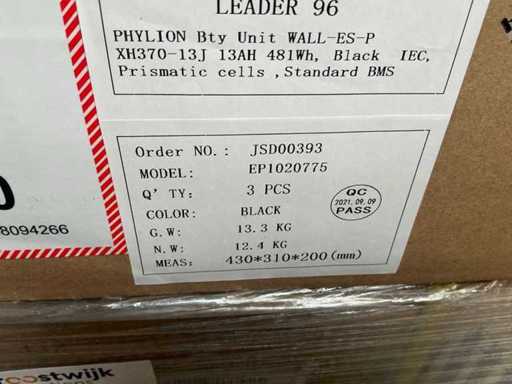 LEADER 96
PHYLION Bty Unit WALL-ES-P
XH370-13J 13AH 481Wh, Black IEC,
Prismatic cells ,Standard BMS
Order NO.: JSD00393
MODEL: EP1020775
Q'TY: 3 PCS
COLOR: BLACK
G.W: 13.3 KG
N.W: 12.4 KG
MEAS: 430*310*200(mm)
QC
2021.09.09
PASS
8094266
oostwijk